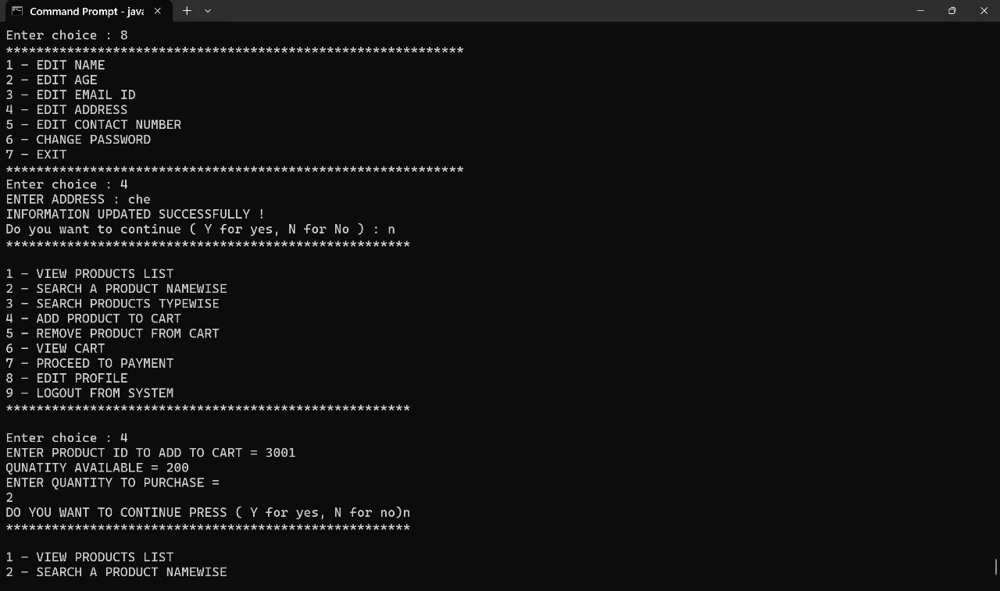 Command Prompt - java
Enter choice : 8
************************************************************
1 - EDIT NAME
2 - EDIT AGE
3 - EDIT EMAIL ID
4 - EDIT ADDRESS
5 - EDIT CONTACT NUMBER
6 - CHANGE PASSWORD
7 - EXIT
************************************************************
Enter choice : 4
ENTER ADDRESS : che
INFORMATION UPDATED SUCCESSFULLY !
Do you want to continue ( Y for yes, N for No ) : n
*****************************************************
1 - VIEW PRODUCTS LIST
2 - SEARCH A PRODUCT NAMEWISE
3 - SEARCH PRODUCTS TYPEWISE
4 - ADD PRODUCT TO CART
5 - REMOVE PRODUCT FROM CART
6 - VIEW CART
7 - PROCEED TO PAYMENT
8 - EDIT PROFILE
9 - LOGOUT FROM SYSTEM
*****************************************************
Enter choice : 4
ENTER PRODUCT ID TO ADD TO CART = 3001
QUNATITY AVAILABLE = 200
ENTER QUANTITY TO PURCHASE =
2
DO YOU WANT TO CONTINUE PRESS ( Y for yes, N for no)n
*****************************************************
1 - VIEW PRODUCTS LIST
2 - SEARCH A PRODUCT NAMEWISE